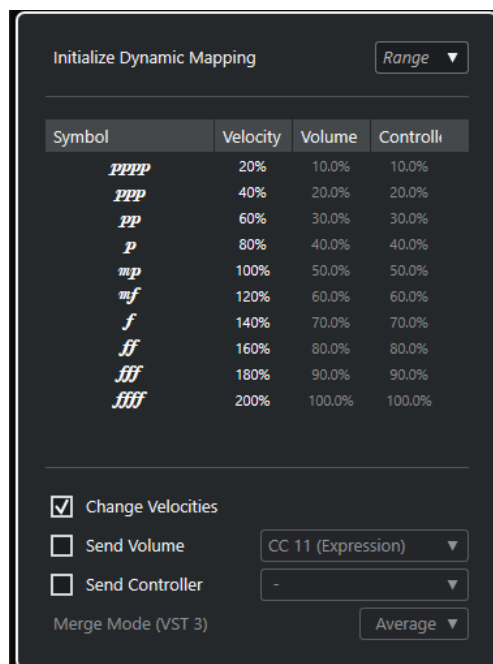 Initialize Dynamic Mapping Range ▼
Symbol Velocity Volume Controlle
pppp 20% 10.0% 10.0%
ppp 40% 20.0% 20.0%
pp 60% 30.0% 30.0%
p 80% 40.0% 40.0%
mp 100% 50.0% 50.0%
mf 120% 60.0% 60.0%
f 140% 70.0% 70.0%
ff 160% 80.0% 80.0%
fff 180% 90.0% 90.0%
ffff 200% 100.0% 100.0%
Change Velocities
Send Volume CC 11 (Expression) ▼
Send Controller - ▼
Merge Mode (VST 3) Average ▼